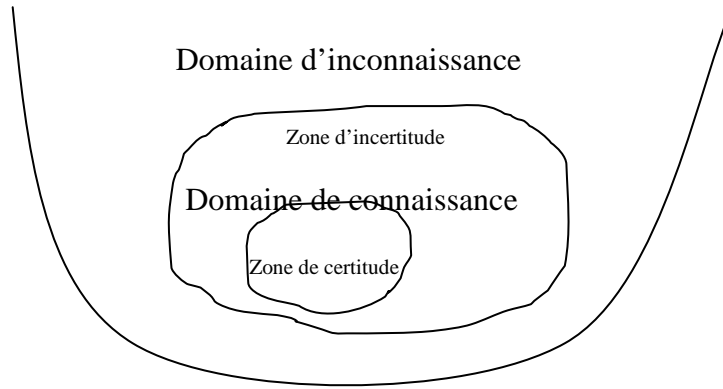 Domaine d’inconnaissance
Zone d’incertitude
Domaine de connaissance
Zone de certitude